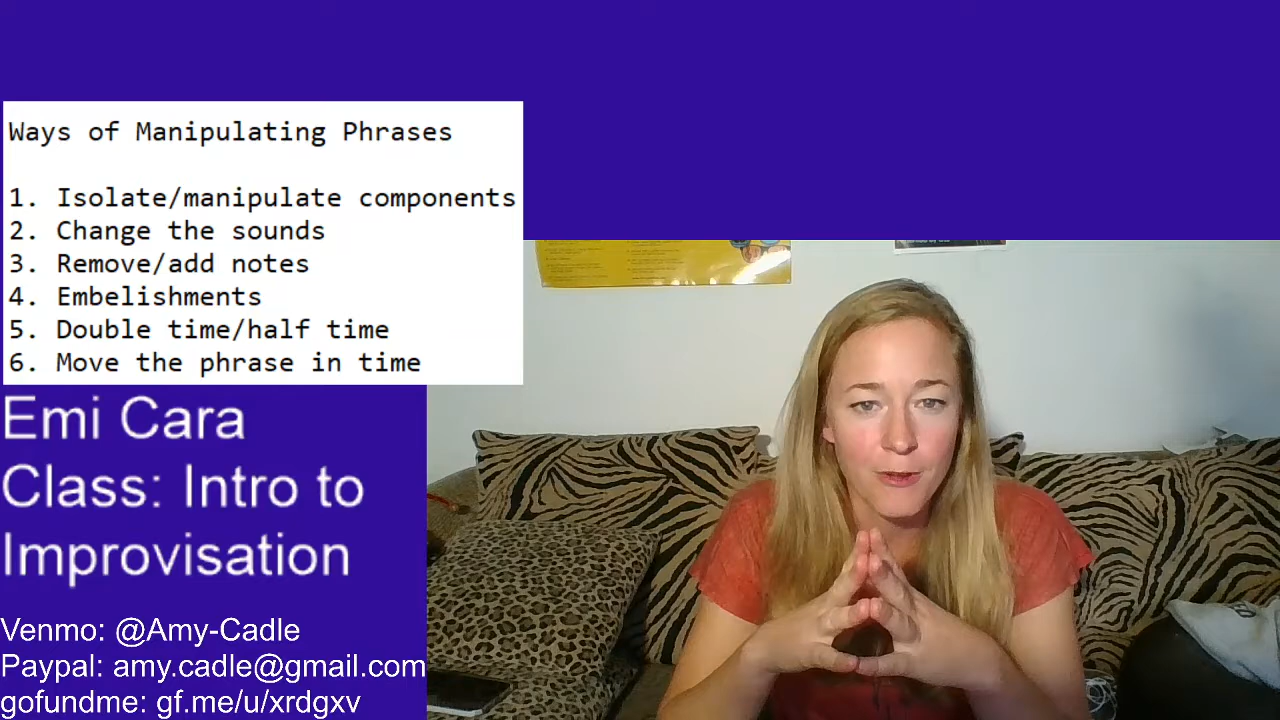 Ways of Manipulating Phrases
1. Isolate/manipulate components
2. Change the sounds
3. Remove/add notes
4. Embelishments
5. Double time/half time
6. Move the phrase in time
Emi Cara
Class: Intro to
Improvisation
Venmo: @Amy-Cadle
Paypal: amy.cadle@gmail.com
gofundme: gf.me/u/xrdgxv